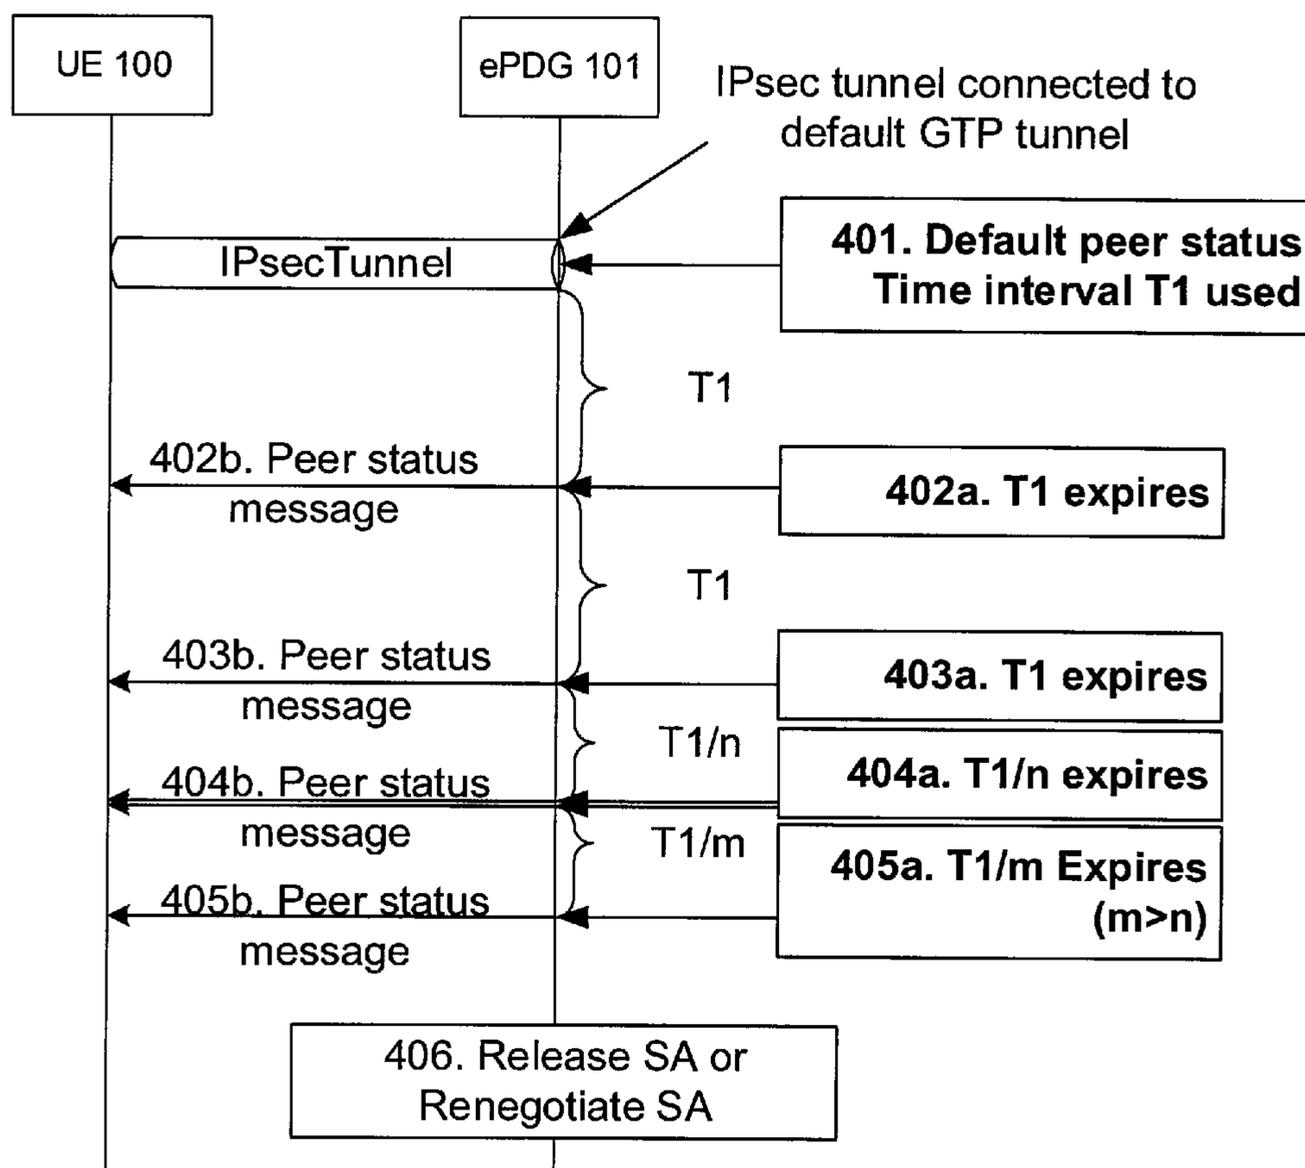 UE 100
ePDG 101
IPsec tunnel connected to
default GTP tunnel
IPsecTunnel
401. Default peer status
Time interval T1 used
T1
402b. Peer status
message
402a. T1 expires
T1
403b. Peer status
message
403a. T1 expires
T1/n
404b. Peer status
message
404a. T1/n expires
T1/m
405a. T1/m Expires
(m>n)
405b. Peer status
message
406. Release SA or
Renegotiate SA